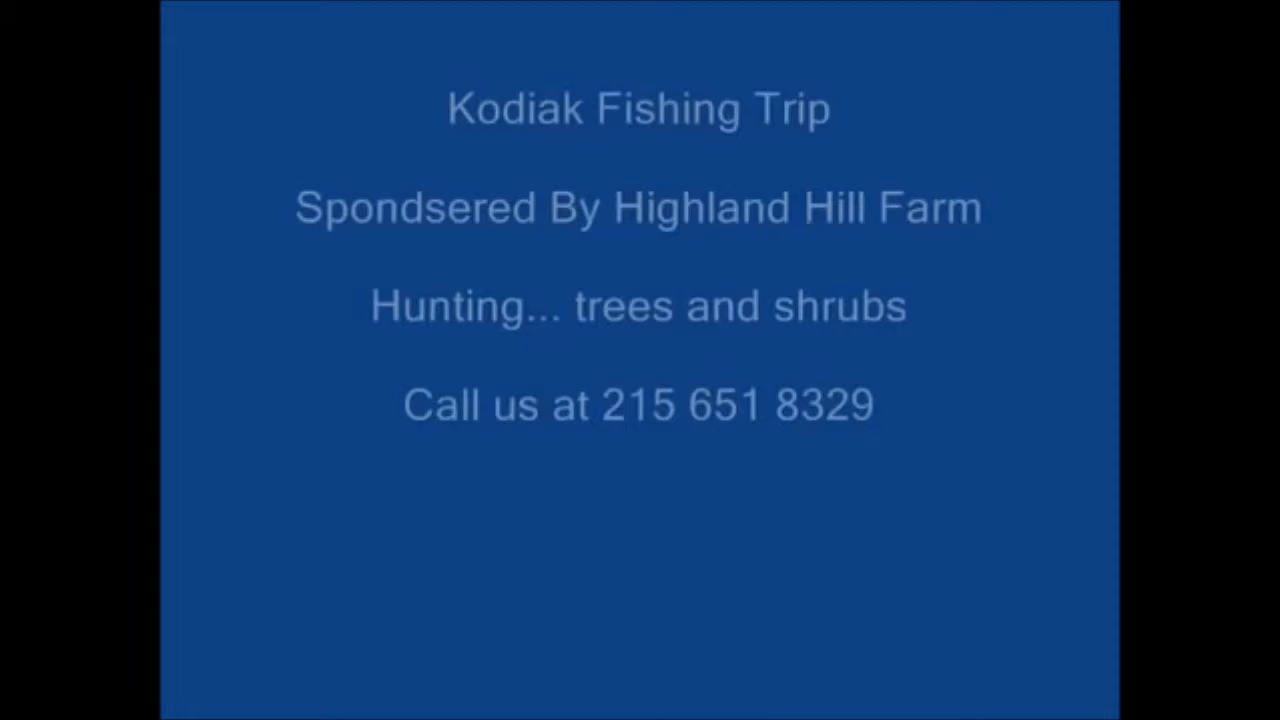 Kodiak Fishing Trip
Spondsered By Highland Hill Farm
Hunting... trees and shrubs
Call us at 215 651 8329